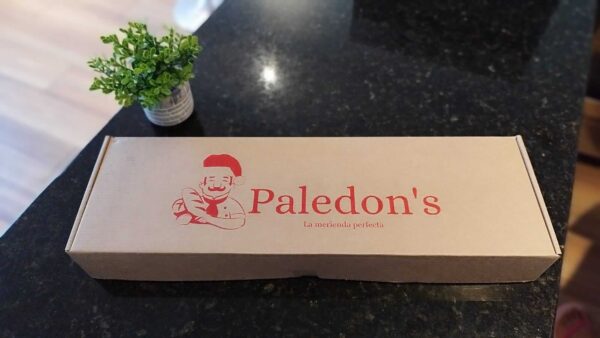 Paledon's
La merienda perfecta